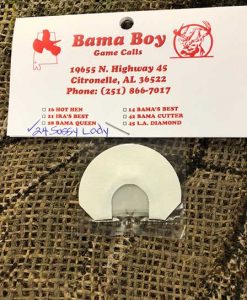 Bama Boy
Game Calls
19655 N. Highway 45
Citronelle, AL 36522
Phone: (251) 866-7017
16 HOT HEN
14 BAMA'S BEST
21 IRA'S BEST
42 BAMA CUTTER
28 BAMA QUEEN
45 L.A. DIAMOND
✓24 Sassy Lady